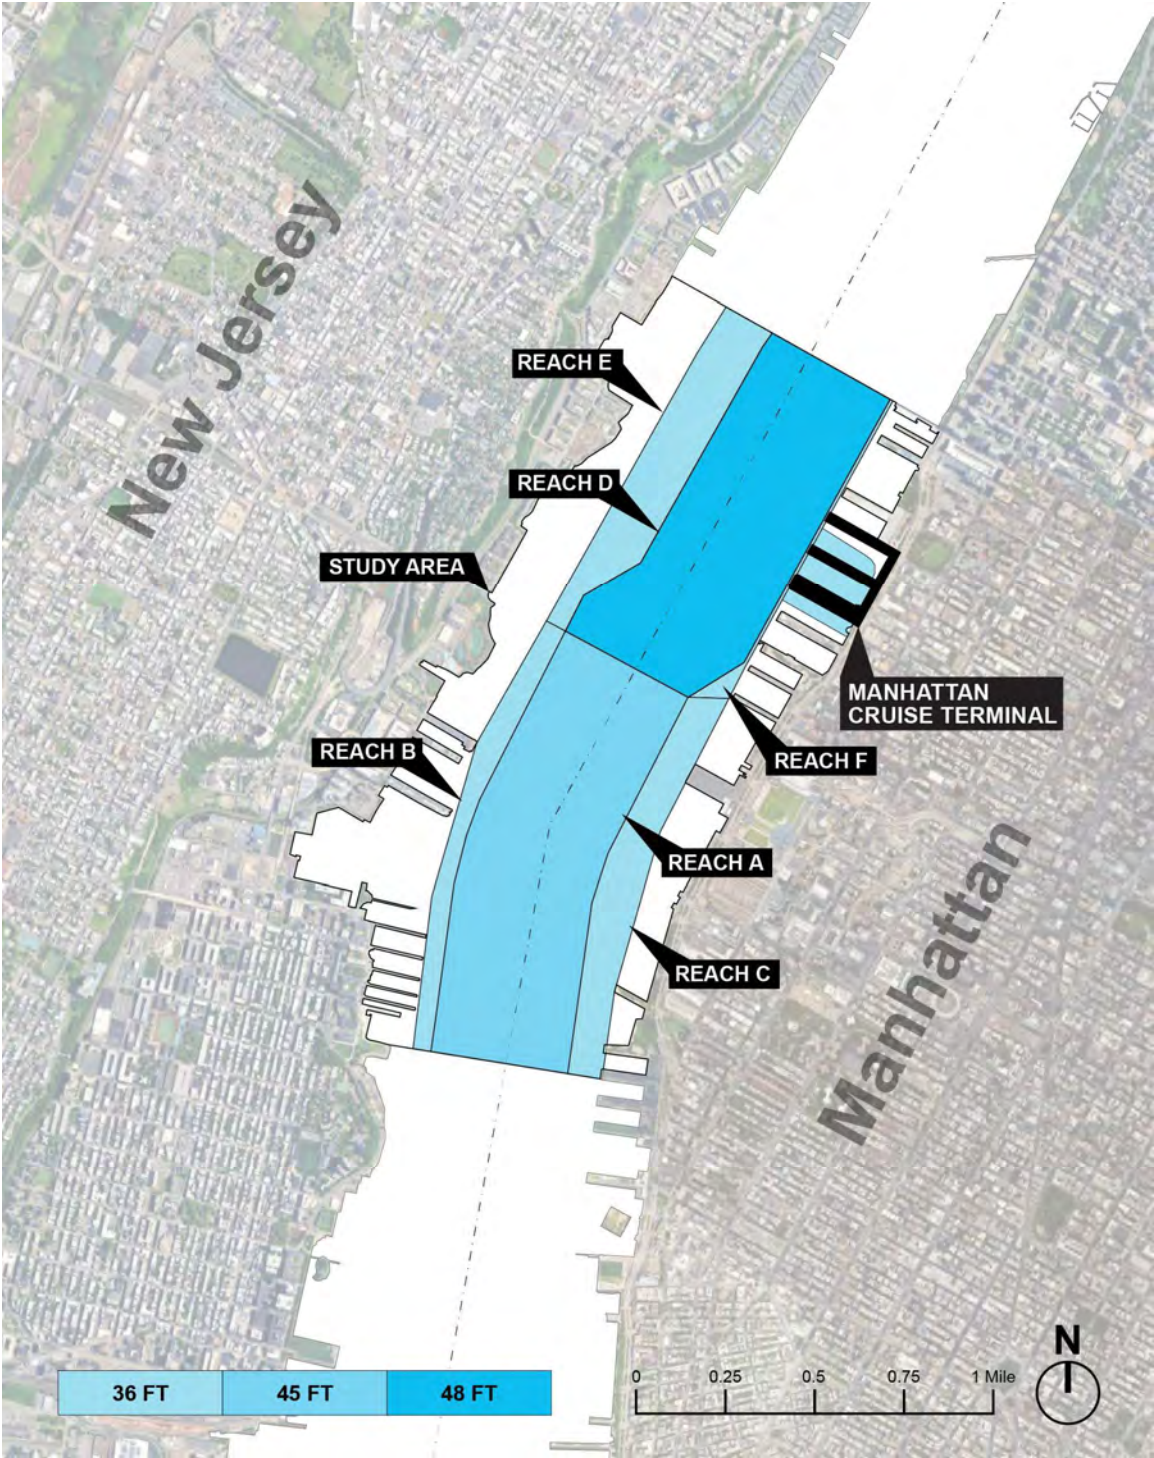 New Jersey
REACH E
REACH D
STUDY AREA
MANHATTAN
CRUISE TERMINAL
REACH B
REACH F
REACH A
REACH C
Manhattan
N
36 FT
45 FT
48 FT
0
0.25
0.5
0.75
1 Mile